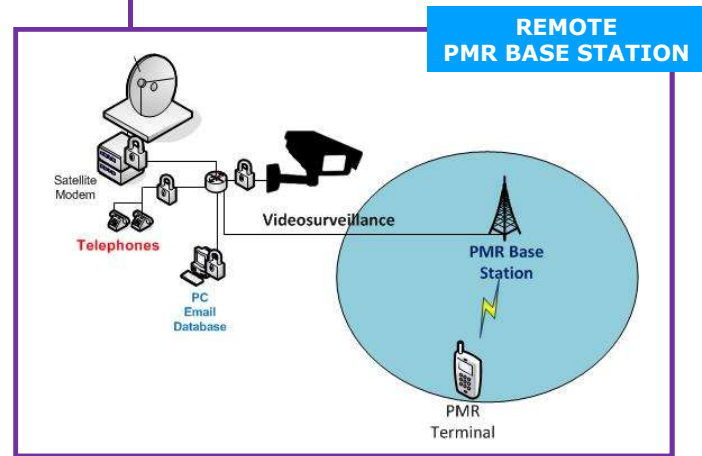 REMOTE
PMR BASE STATION
Satellite
Modem
Telephones
Videosurveillance
PC
Email
Database
PMR Base
Station
PMR
Terminal